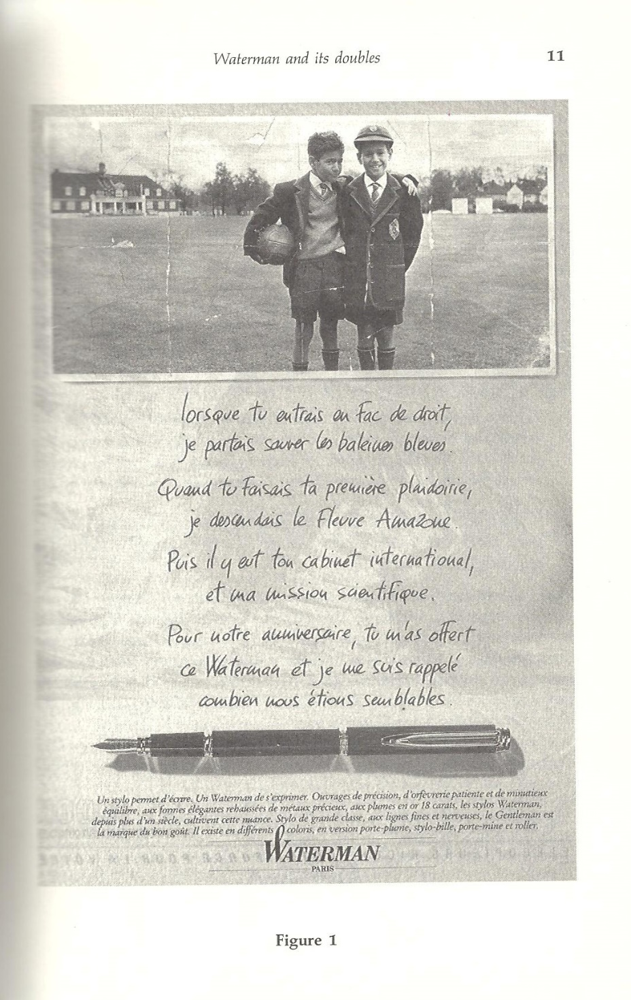 Waterman and its doubles 11
lorsque tu entrais en Fac de droit,
je partais sauver les baleines bleues.
Quand tu faisais ta première plaidoirie,
je descendais le Fleuve Amazone.
Puis il y eut ton cabinet international,
et ma mission scientifique.
Pour notre anniversaire, tu m'as offert
ce Waterman et je me suis rappelé
combien nous étions semblables.
Un stylo permet d'écrire. Un Waterman de s'exprimer. Ouvrages de précision, d'orfèvrerie patiente et de minutieux
équilibre, aux formes élégantes rehaussées de métaux précieux, aux plumes en or 18 carats, les stylos Waterman,
depuis plus d'un siècle, cultivent cette nuance. Stylo de grande classe, aux lignes fines et nerveuses, le Gentleman est
la marque du bon goût. Il existe en différents coloris, en version porte-plume, stylo-bille, porte-mine et roller.
WATERMAN
PARIS
Figure 1